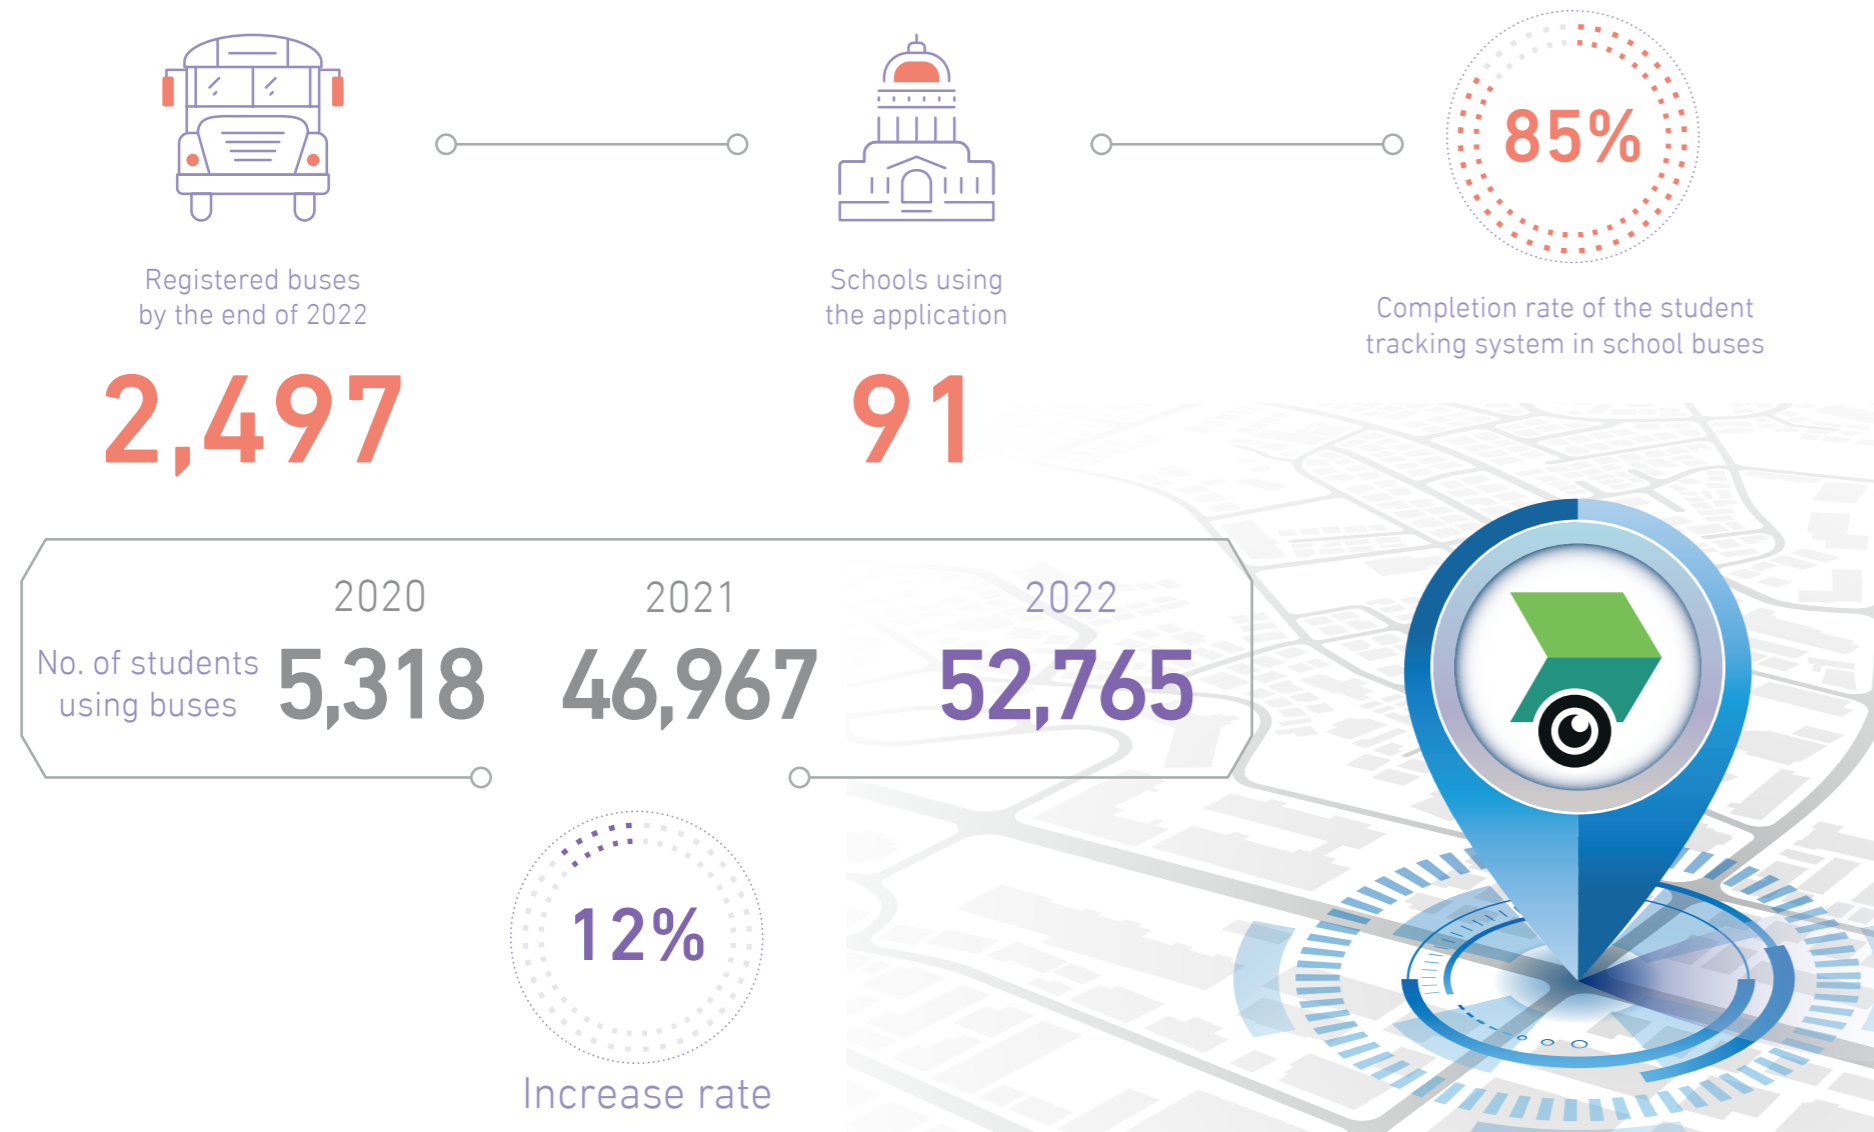 Registered buses
by the end of 2022
2,497
Schools using
the application
91
85%
Completion rate of the student
tracking system in school buses
No. of students
using buses
2020
5,318
2021
46,967
2022
52,765
12%
Increase rate